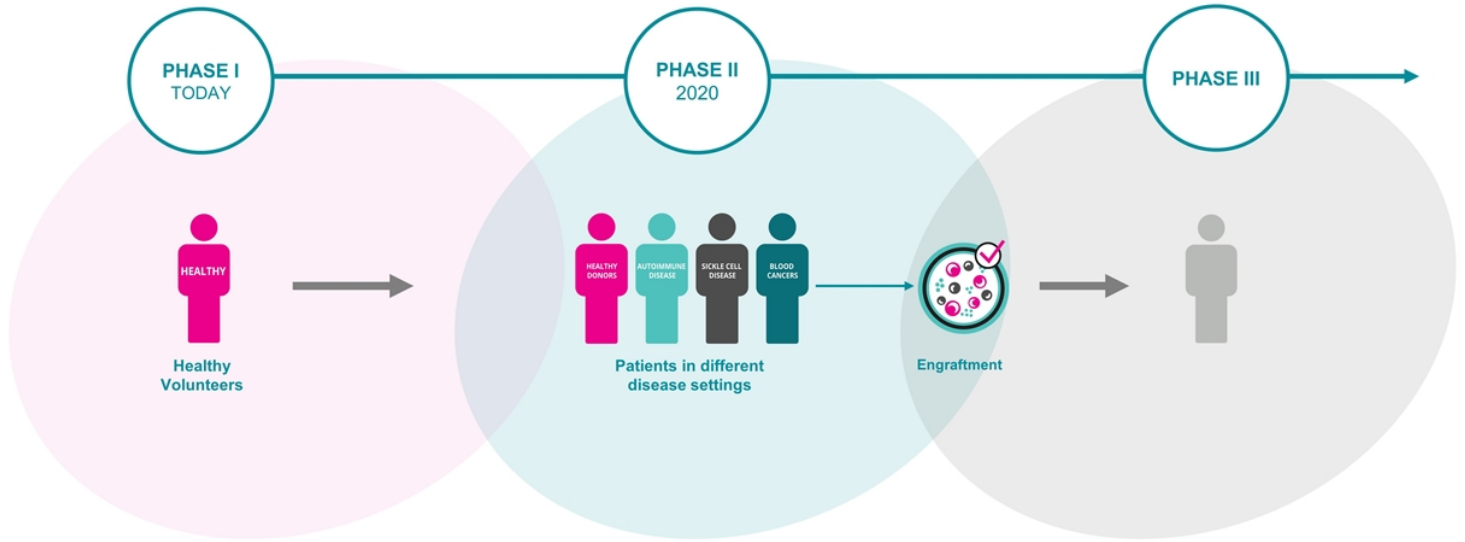 PHASE I
TODAY
PHASE II
2020
PHASE III
HEALTHY
Healthy
Volunteers
HEALTHY
DONORS
AUTOIMMUNE
DISEASE
SICKLE CELL
DISEASE
BLOOD
CANCERS
Patients in different
disease settings
Engraftment